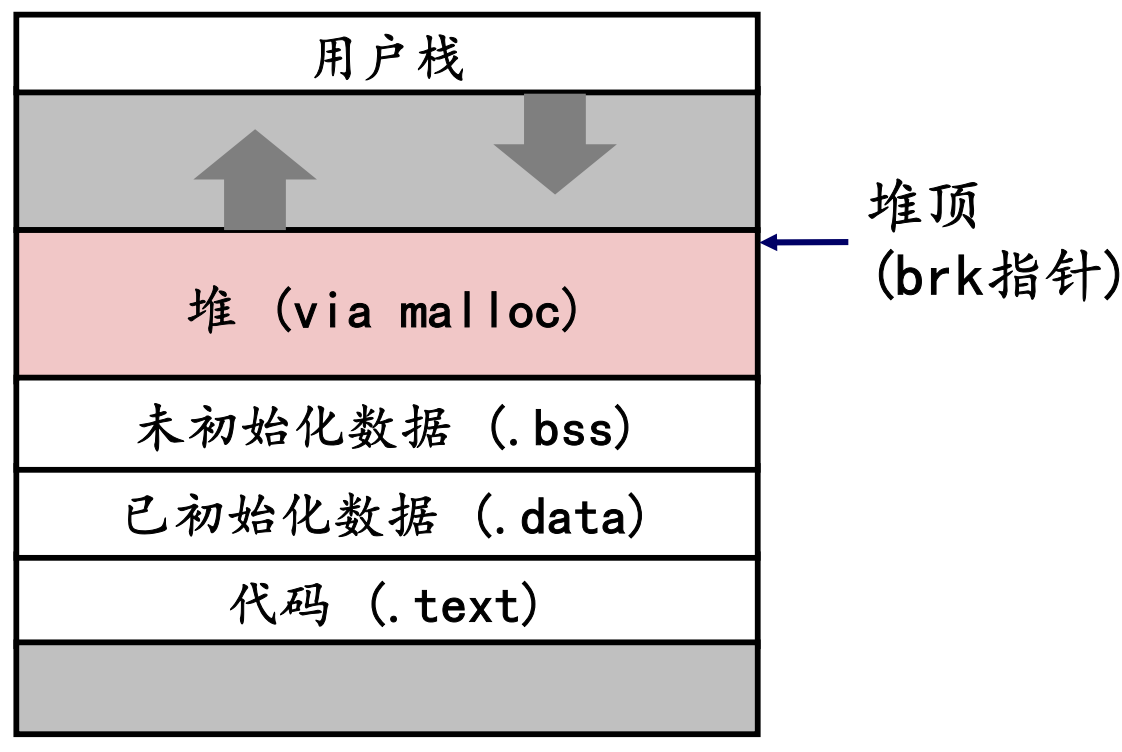 用户栈
堆顶
(brk指针)
堆 (via malloc)
未初始化数据 (.bss)
已初始化数据 (.data)
代码 (.text)